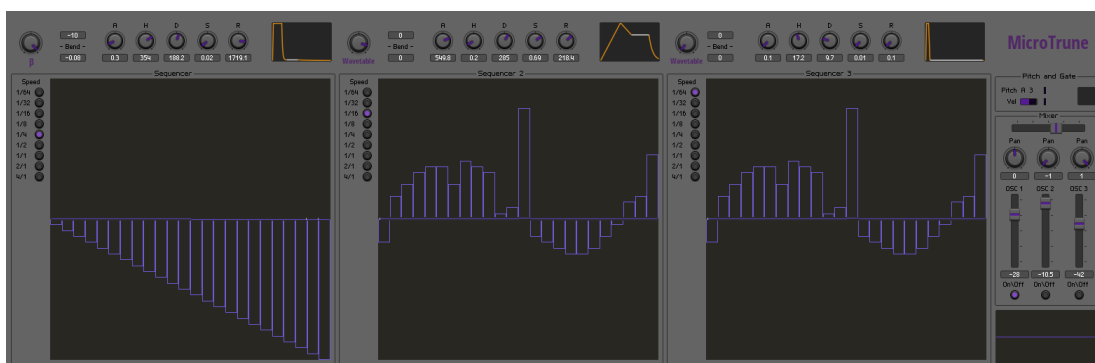 A H D S R
-10
- Bend -
-0.08
β
0.3 354 188.2 0.02 1719.1
A H D S R
0
- Bend -
0
Wavetable
549.8 0.2 285 0.69 218.4
A H D S R
0
- Bend -
0
Wavetable
0.1 17.2 9.7 0.01 0.1
MicroTrune
Sequencer
Speed
1/64
1/32
1/16
1/8
1/4
1/2
1/1
2/1
4/1
Sequencer 2
Speed
1/64
1/32
1/16
1/8
1/4
1/2
1/1
2/1
4/1
Sequencer 3
Speed
1/64
1/32
1/16
1/8
1/4
1/2
1/1
2/1
4/1
Pitch and Gate
Pitch A 3
Vel
Mixer
Pan Pan Pan
0 -1 1
OSC 1 OSC 2 OSC 3
-28 -10.5 -42
On\Off On\Off On\Off